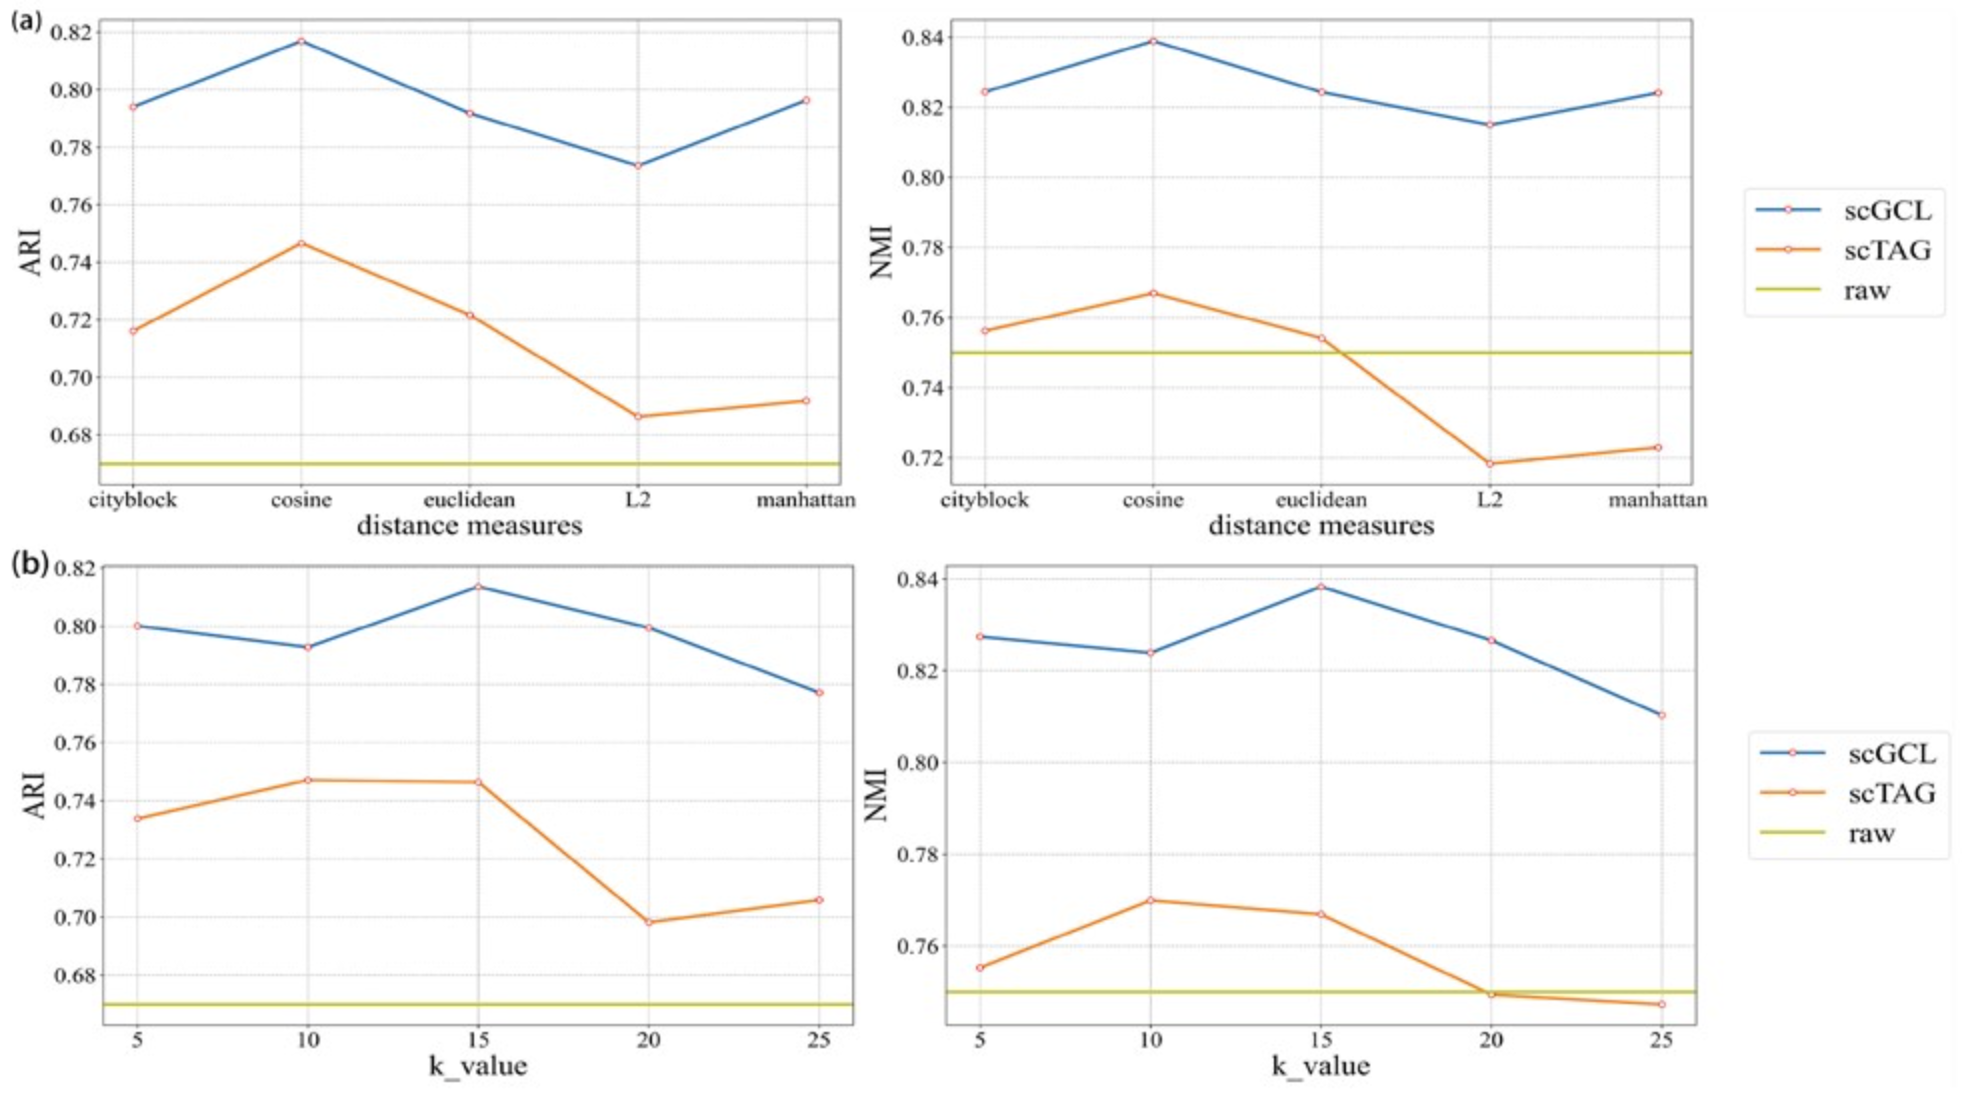 (a)
0.82
0.80
0.78
0.76
0.74
0.72
0.70
0.68
ARI
cityblock cosine euclidean L2 manhattan
distance measures
0.84
0.82
0.80
0.78
0.76
0.74
0.72
NMI
cityblock cosine euclidean L2 manhattan
distance measures
scGCL
scTAG
raw
(b)
0.82
0.80
0.78
0.76
0.74
0.72
0.70
0.68
ARI
5 10 15 20 25
k_value
0.84
0.82
0.80
0.78
0.76
NMI
5 10 15 20 25
k_value
scGCL
scTAG
raw